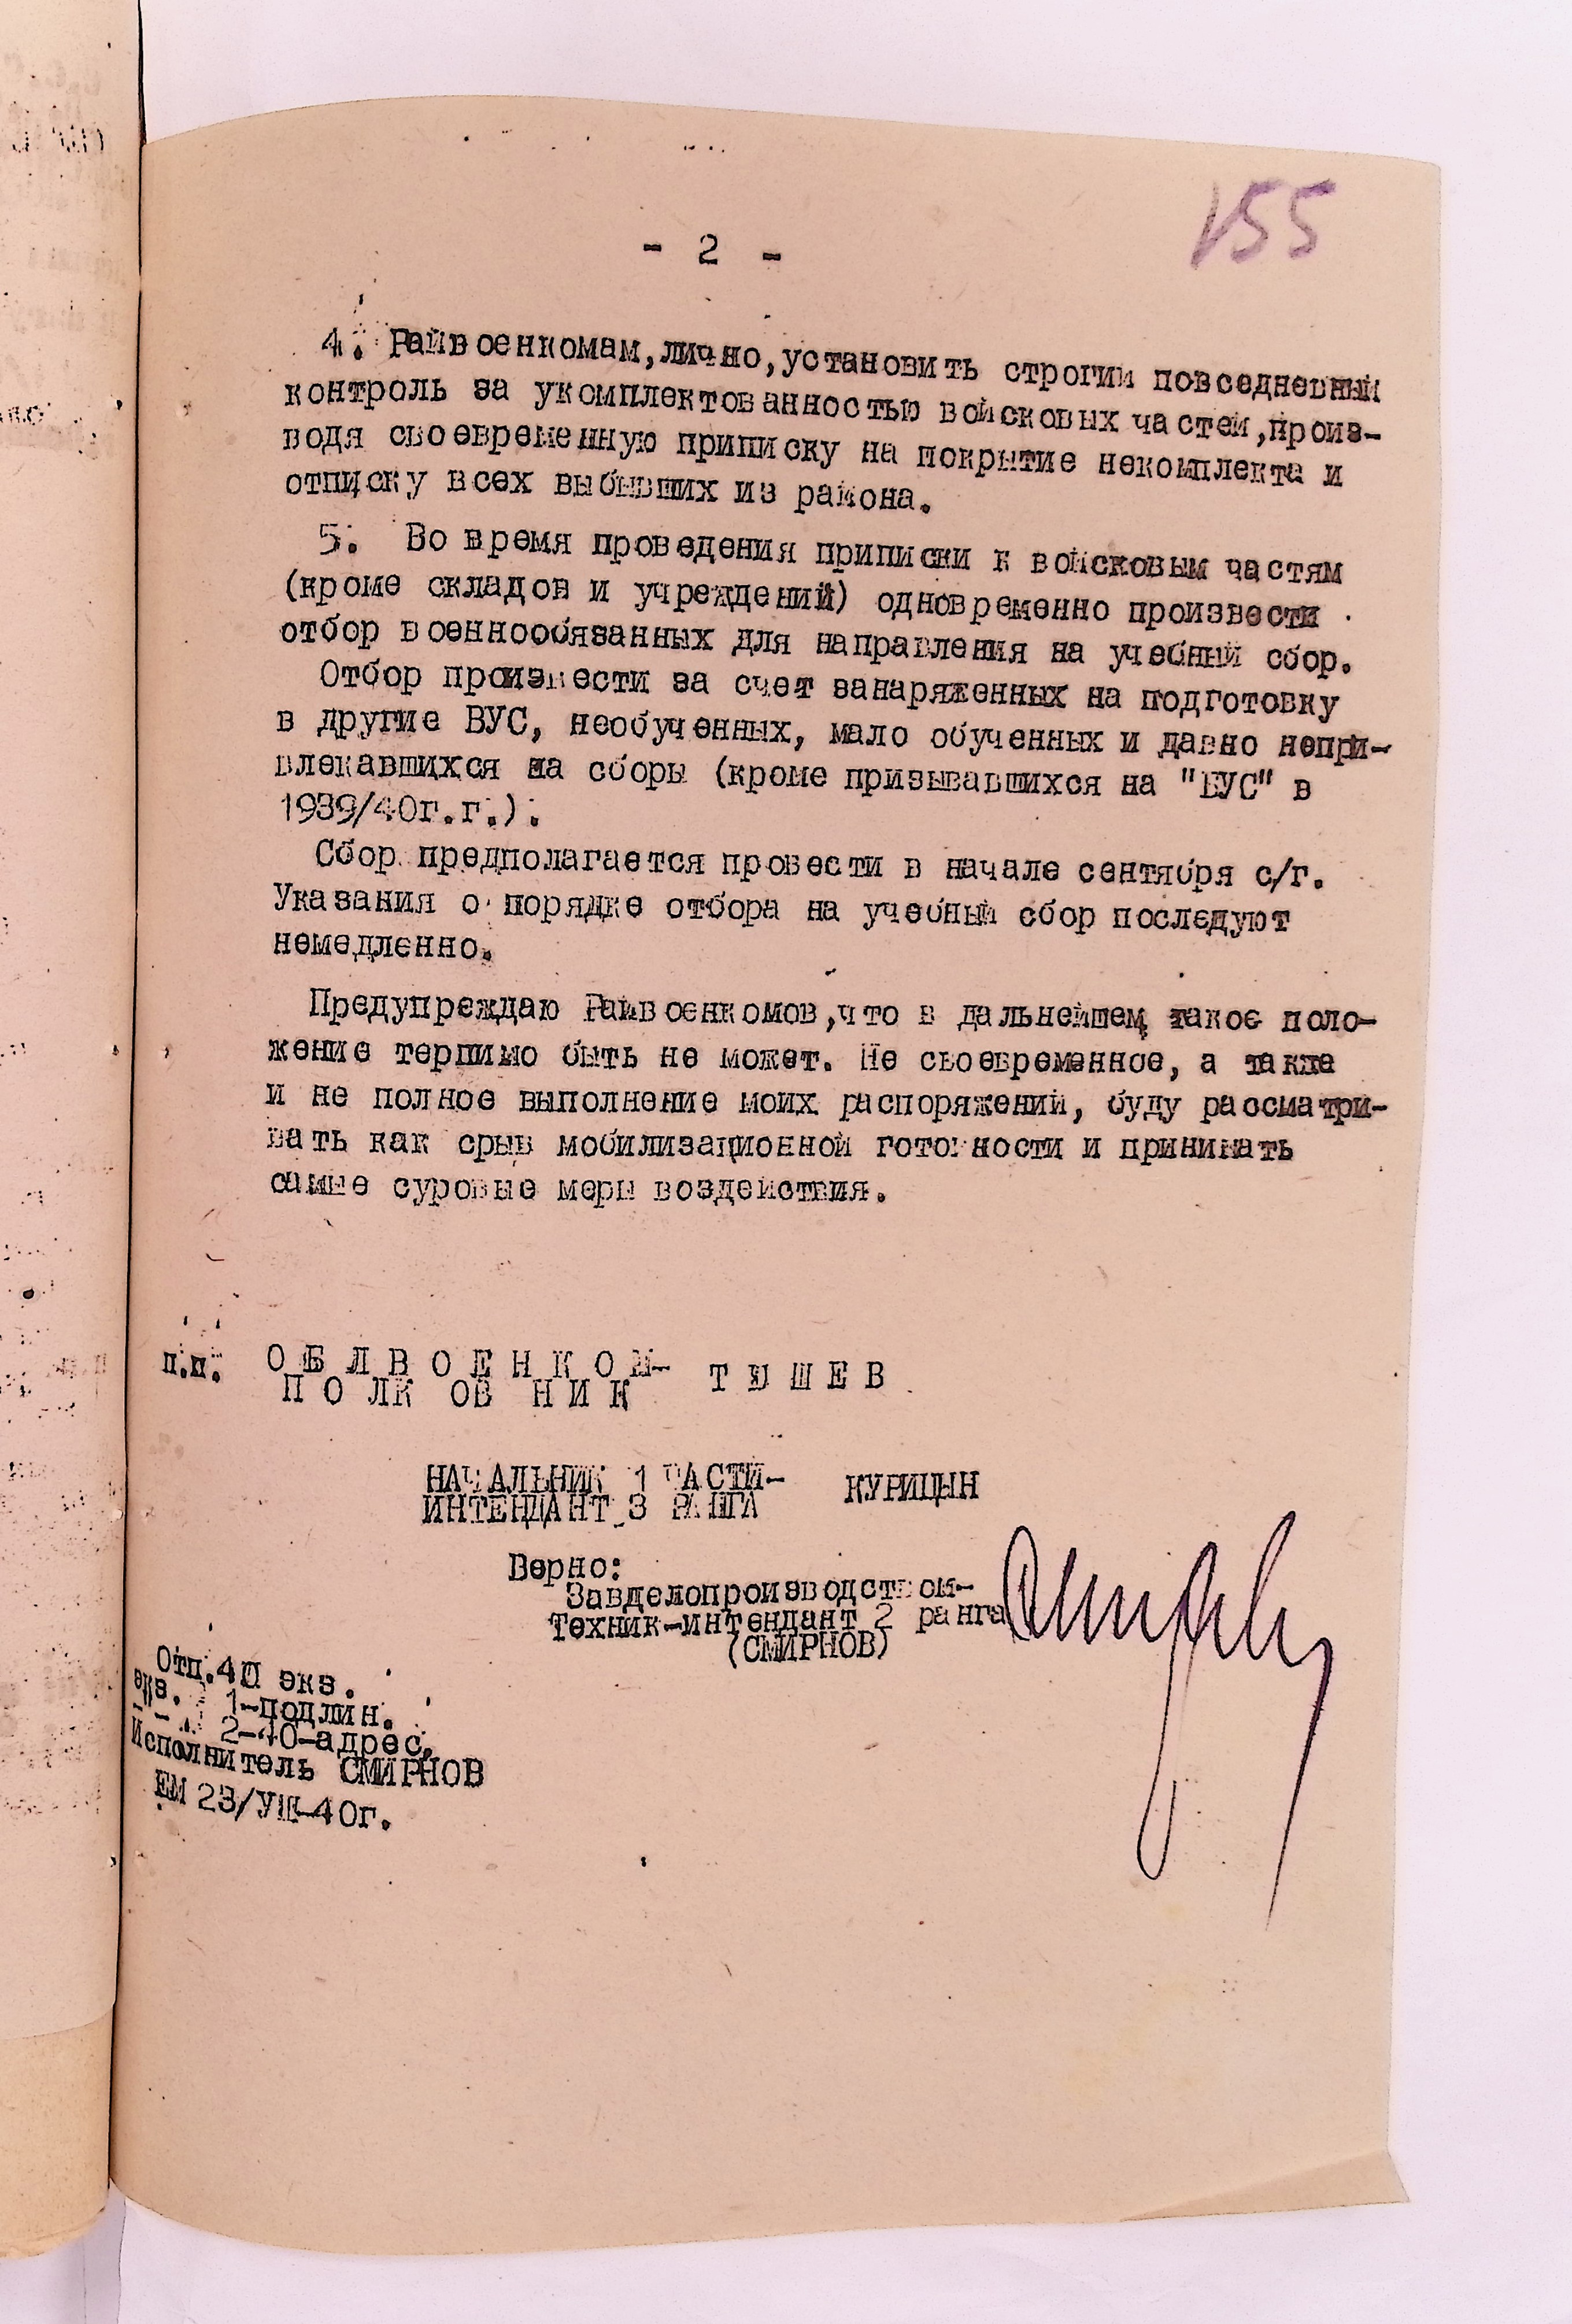 155
- 2 -
4. Райвоенкомам,лично,установить строгий повседневный
контроль за укомплектованностью войсковых частей,произ-
водя своевременную приписку на покрытие некомплекта и
отписку всех выбывших из района.
5. Во время проведения приписки к войсковым частям
(кроме складов и учреждений) одновременно произвести
отбор военнообязанных для направления на учебный сбор.
Отбор произвести за счет занаряженных на подготовку
в другие ВУС, необученных, мало обученных и давно непри-
влекавшихся на сборы (кроме призывавшихся на "БУС" в
1939/40г.г.).
Сбор предполагается провести в начале сентября с/г.
Указания о порядке отбора на учебный сбор последуют
немедленно.
Предупреждаю Райвоенкомов,что в дальнейшем такое поло-
жение терпимо быть не может. Не своевременное, а также
и не полное выполнение моих распоряжений, буду рассматри-
вать как срыв мобилизационной готовности и принимать
самые суровые меры воздействия.
п.п. ОБЛВОЕНКОМ-
ПОЛКОВНИК ТЮШЕВ
НАЧАЛЬНИК 1 ЧАСТИ-
ИНТЕНДАНТ 3 РАНГА КУРИЦЫН
Верно:
Завделопроизводством-
Техник-интендант 2 ранга
(СМИРНОВ)
Отп.40 экз.
экз. 1-подлин.
2-40-адрес.
Исполнитель СМИРНОВ
ЕМ 23/УШ-40г.